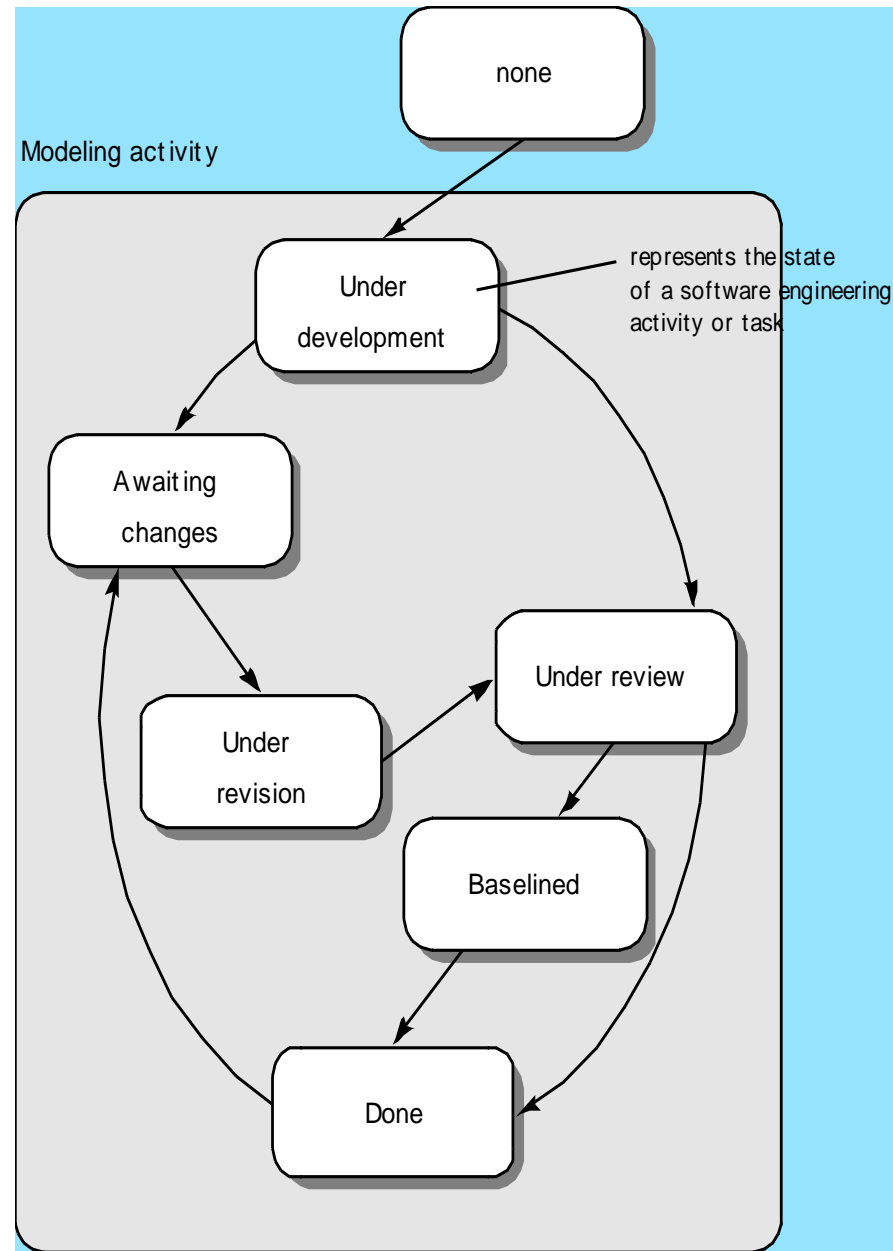 none
Modeling activity
represents the state
of a software engineering
activity or task
Under
development
Awaiting
changes
Under review
Under
revision
Baselined
Done